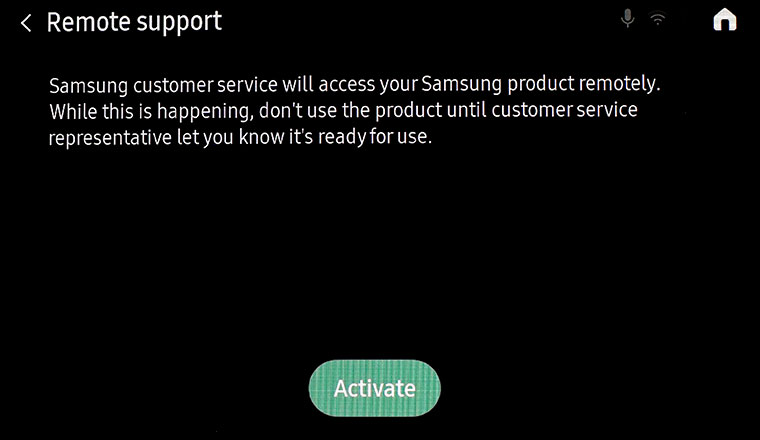 Remote support
Samsung customer service will access your Samsung product remotely.
While this is happening, don't use the product until customer service
representative let you know it's ready for use.
Activate